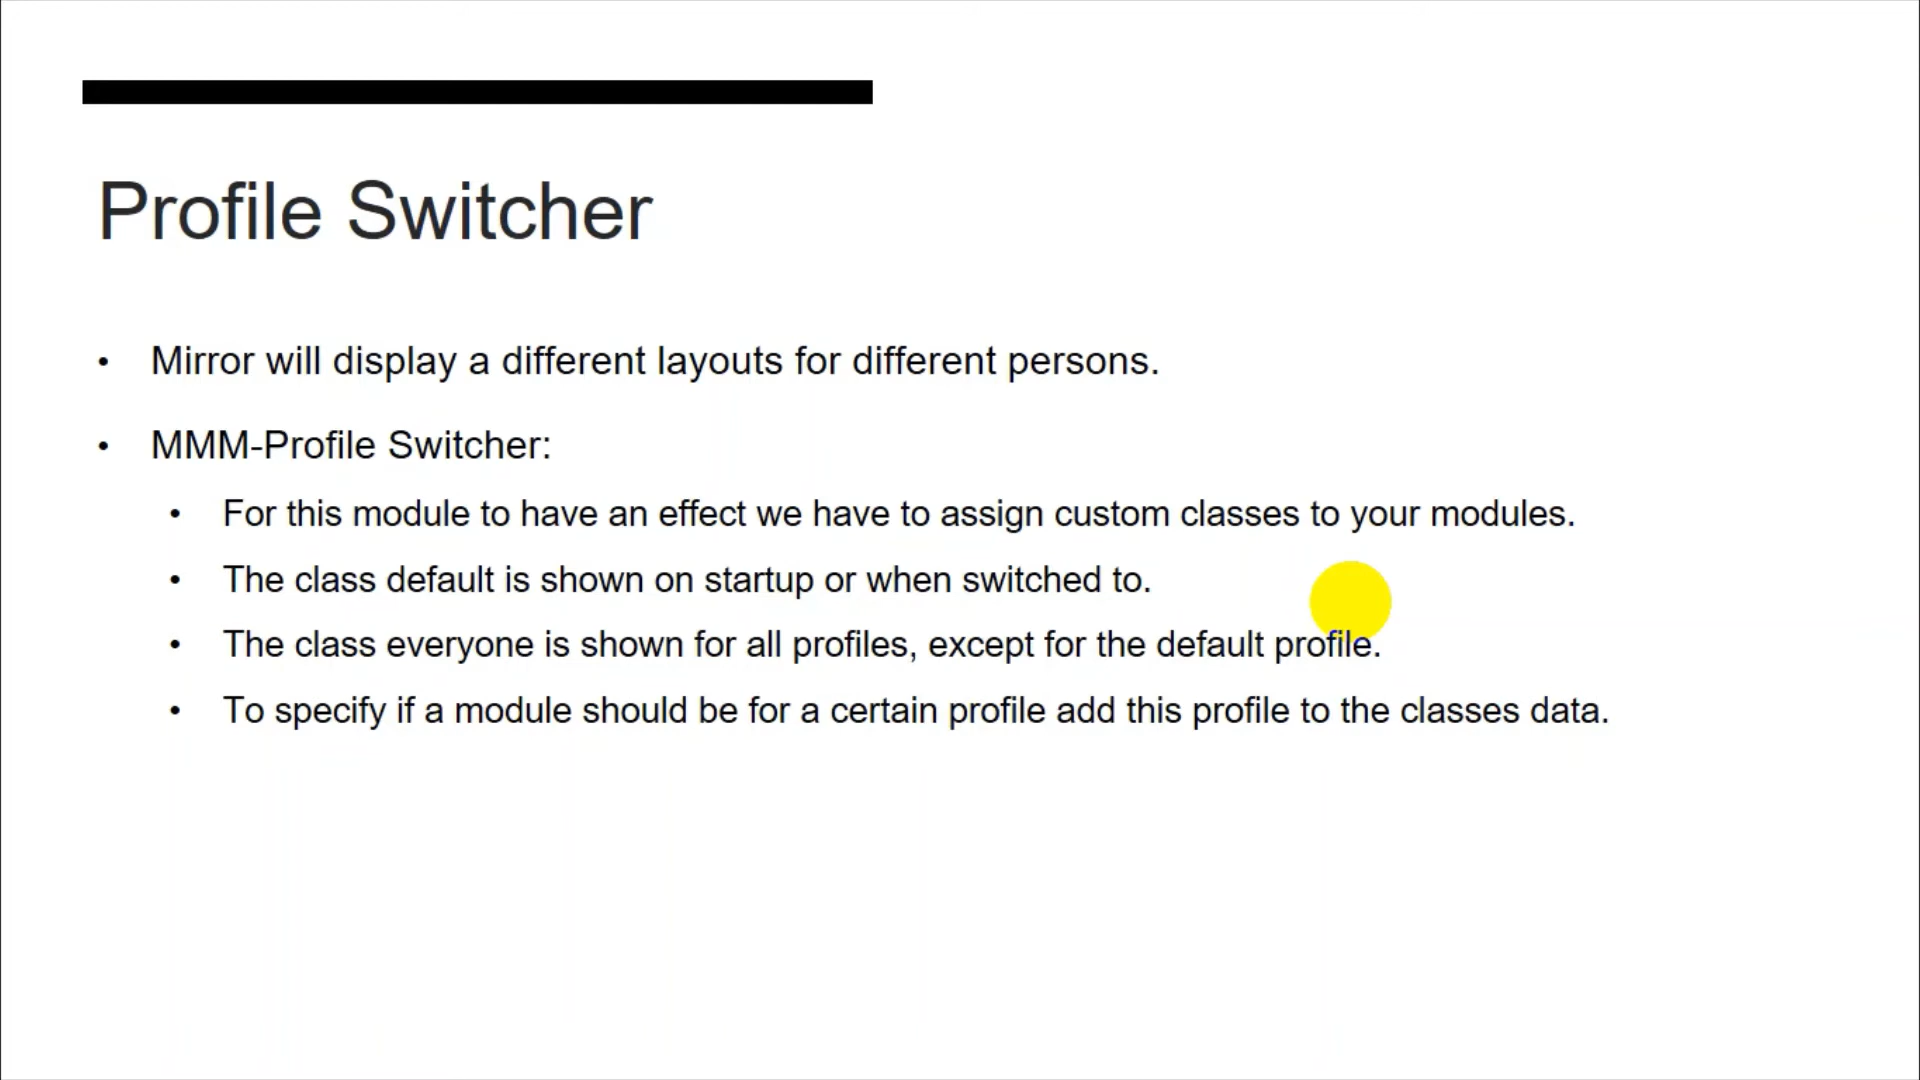 Profile Switcher
• Mirror will display a different layouts for different persons.
• MMM-Profile Switcher:
• For this module to have an effect we have to assign custom classes to your modules.
• The class default is shown on startup or when switched to.
• The class everyone is shown for all profiles, except for the default profile.
• To specify if a module should be for a certain profile add this profile to the classes data.